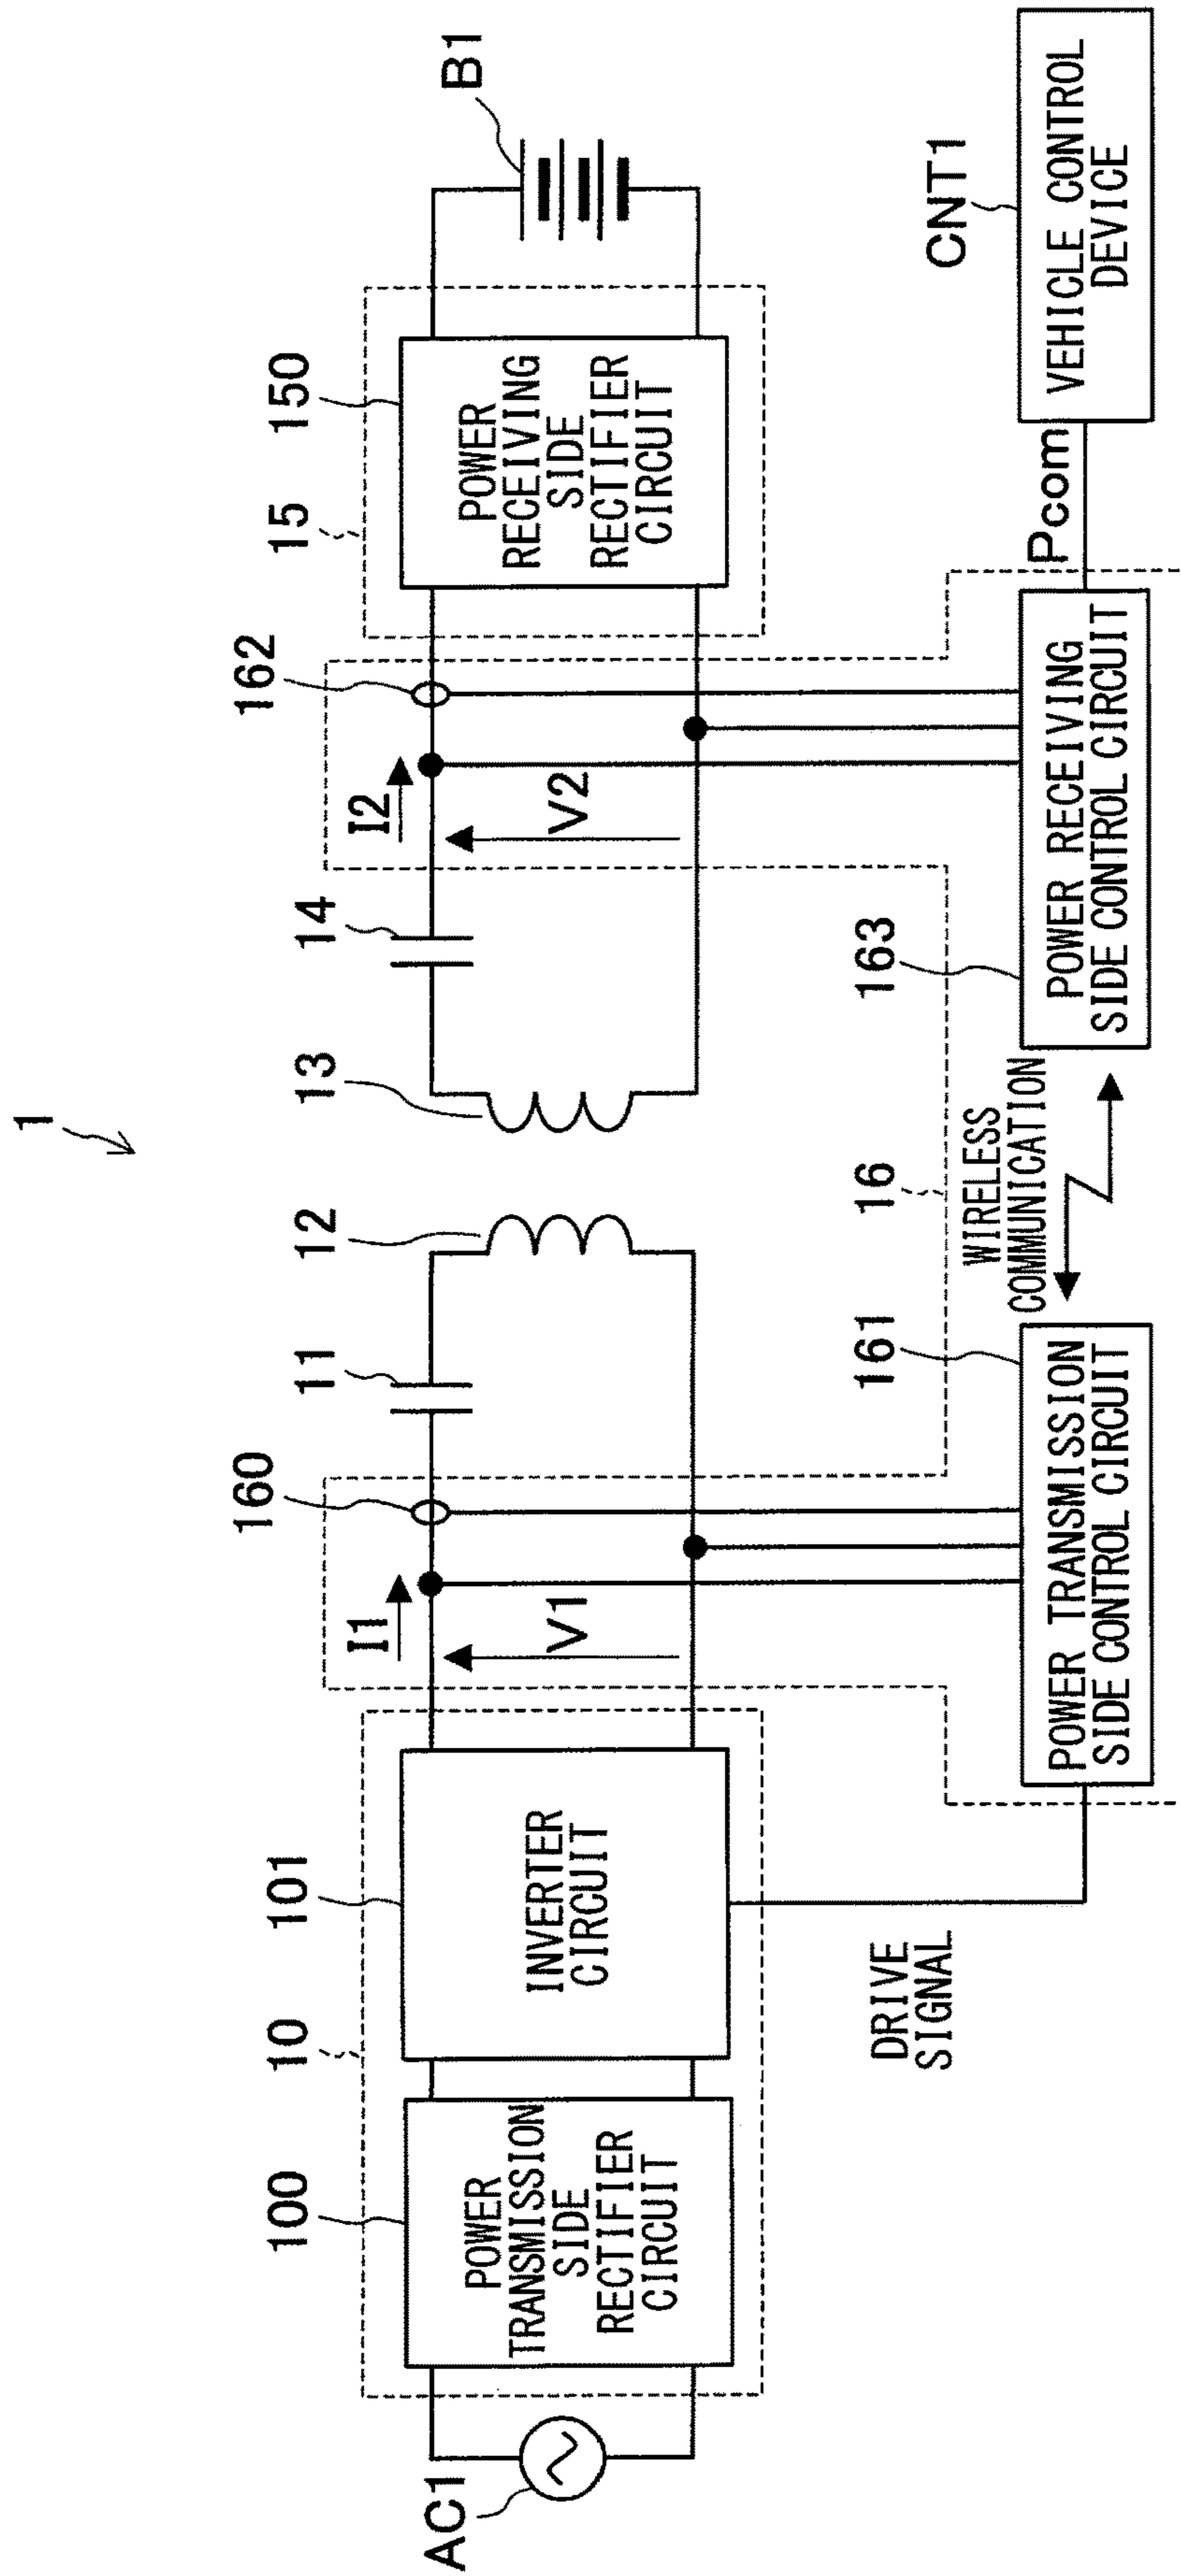 1
AC1
100
10
101
160
11
12
13
14
162
15
150
B1
POWER
TRANSMISSION
SIDE
RECTIFIER
CIRCUIT
INVERTER
CIRCUIT
I1
V1
I2
V2
POWER
RECEIVING
SIDE
RECTIFIER
CIRCUIT
DRIVE
SIGNAL
161
16
163
CNT1
POWER TRANSMISSION
SIDE CONTROL CIRCUIT
WIRELESS
COMMUNICATION
POWER RECEIVING
SIDE CONTROL CIRCUIT
Pcom
VEHICLE CONTROL
DEVICE